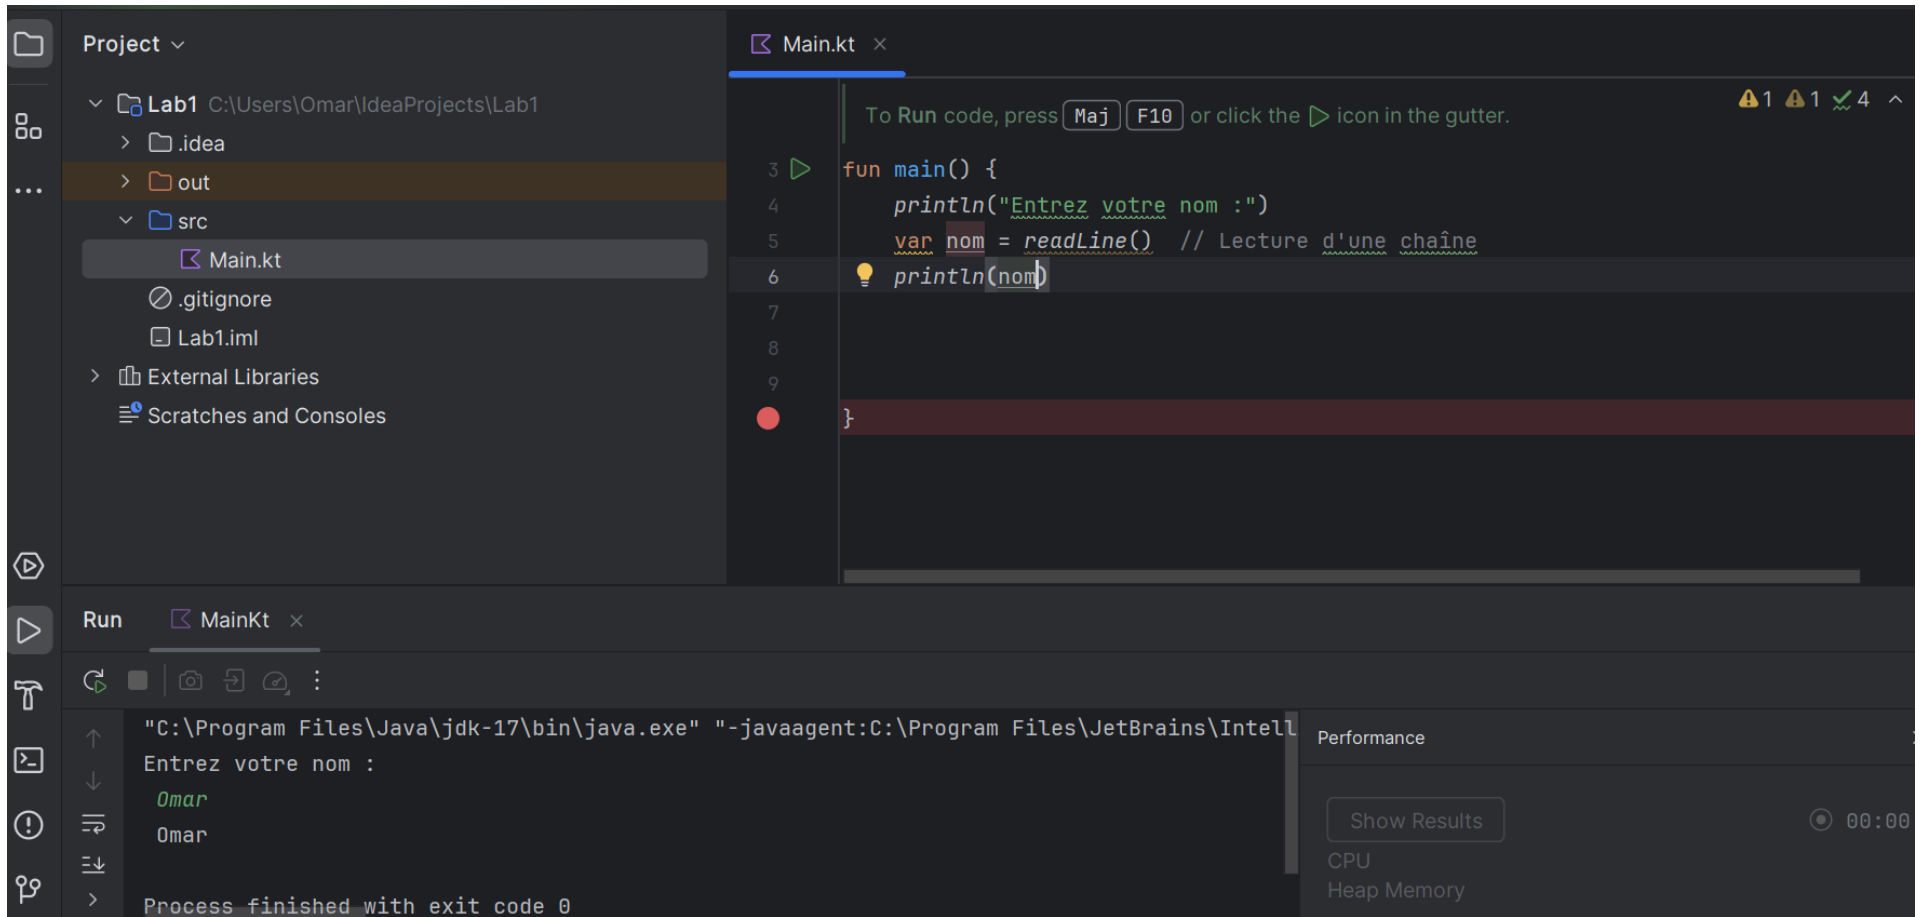 Project
Main.kt
Lab1 C:\Users\Omar\IdeaProjects\Lab1
.idea
out
src
Main.kt
.gitignore
Lab1.iml
External Libraries
Scratches and Consoles
To Run code, press Maj F10 or click the icon in the gutter.
1 1 4
3 fun main() {
4 println("Entrez votre nom :")
5 var nom = readLine() // Lecture d'une chaîne
6 println(nom)
7
8
9
}
Run MainKt
"C:\Program Files\Java\jdk-17\bin\java.exe" "-javaagent:C:\Program Files\JetBrains\Intell
Entrez votre nom :
Omar
Omar
Process finished with exit code 0
Performance
Show Results
00:00
CPU
Heap Memory